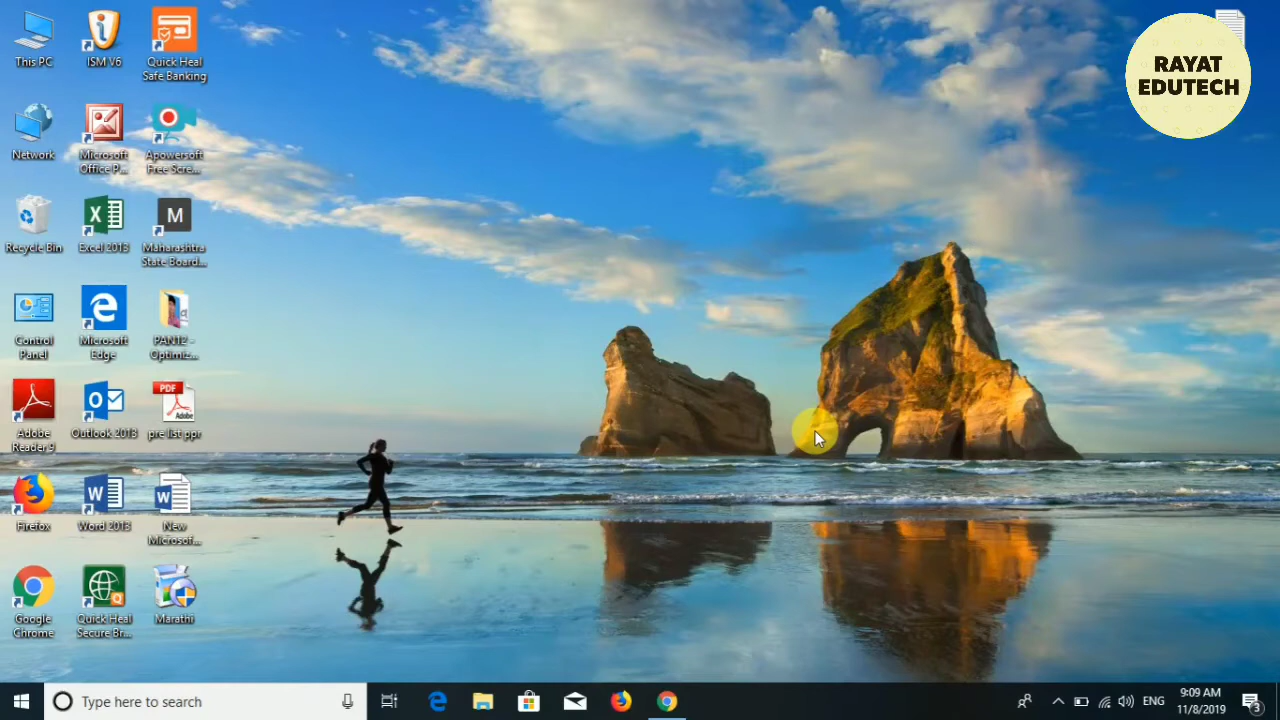 This PC
ISM V6
Quick Heal
Safe Banking
RAYAT
EDUTECH
Network
Microsoft
Office P...
Apowersoft
Free Scre...
Recycle Bin
Excel 2013
M
Maharashtra
State Board...
Control
Panel
Microsoft
Edge
PAN12 -
Optimiz...
Adobe
Reader 9
Outlook 2013
PDF
Adobe
pre list ppr
Firefox
Word 2013
New
Microsof...
Google
Chrome
Quick Heal
Secure Br...
Marathi
Type here to search
ENG
9:09 AM
11/8/2019
3